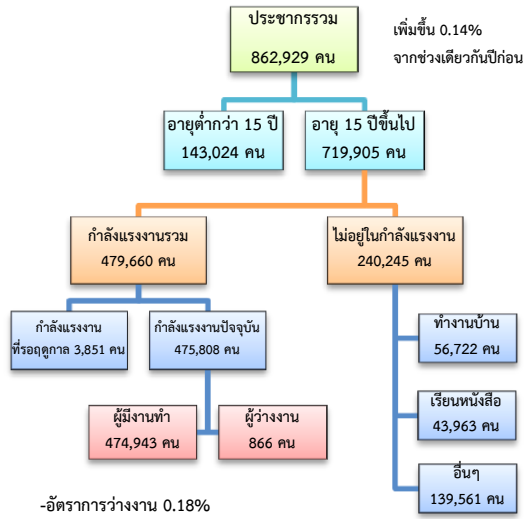 ประชากรรวม
862,929 คน
เพิ่มขึ้น 0.14%
จากช่วงเดียวกันปีก่อน
อายุต่ำกว่า 15 ปี
143,024 คน
อายุ 15 ปีขึ้นไป
719,905 คน
กำลังแรงงานรวม
479,660 คน
ไม่อยู่ในกำลังแรงงาน
240,245 คน
กำลังแรงงาน
ที่รอฤดูกาล 3,851 คน
กำลังแรงงานปัจจุบัน
475,808 คน
ทำงานบ้าน
56,722 คน
ผู้มีงานทำ
474,943 คน
ผู้ว่างงาน
866 คน
เรียนหนังสือ
43,963 คน
อื่นๆ
139,561 คน
-อัตราการว่างงาน 0.18%